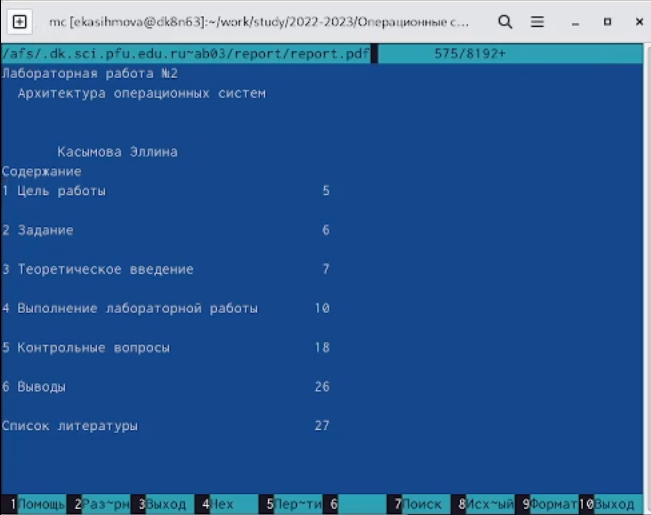 mc [ekasihmova@dk8n63]:~/work/study/2022-2023/Операционные с...
/afs/.dk.sci.pfu.edu.ru~ab03/report/report.pdf 575/8192+
Лабораторная работа №2
Архитектура операционных систем
Касымова Эллина
Содержание
1 Цель работы 5
2 Задание 6
3 Теоретическое введение 7
4 Выполнение лабораторной работы 10
5 Контрольные вопросы 18
6 Выводы 26
Список литературы 27
1Помощь 2Раз~рн 3Выход 4Hex 5Пер~ти 6 7Поиск 8Исх~ый 9Формат 10Выход